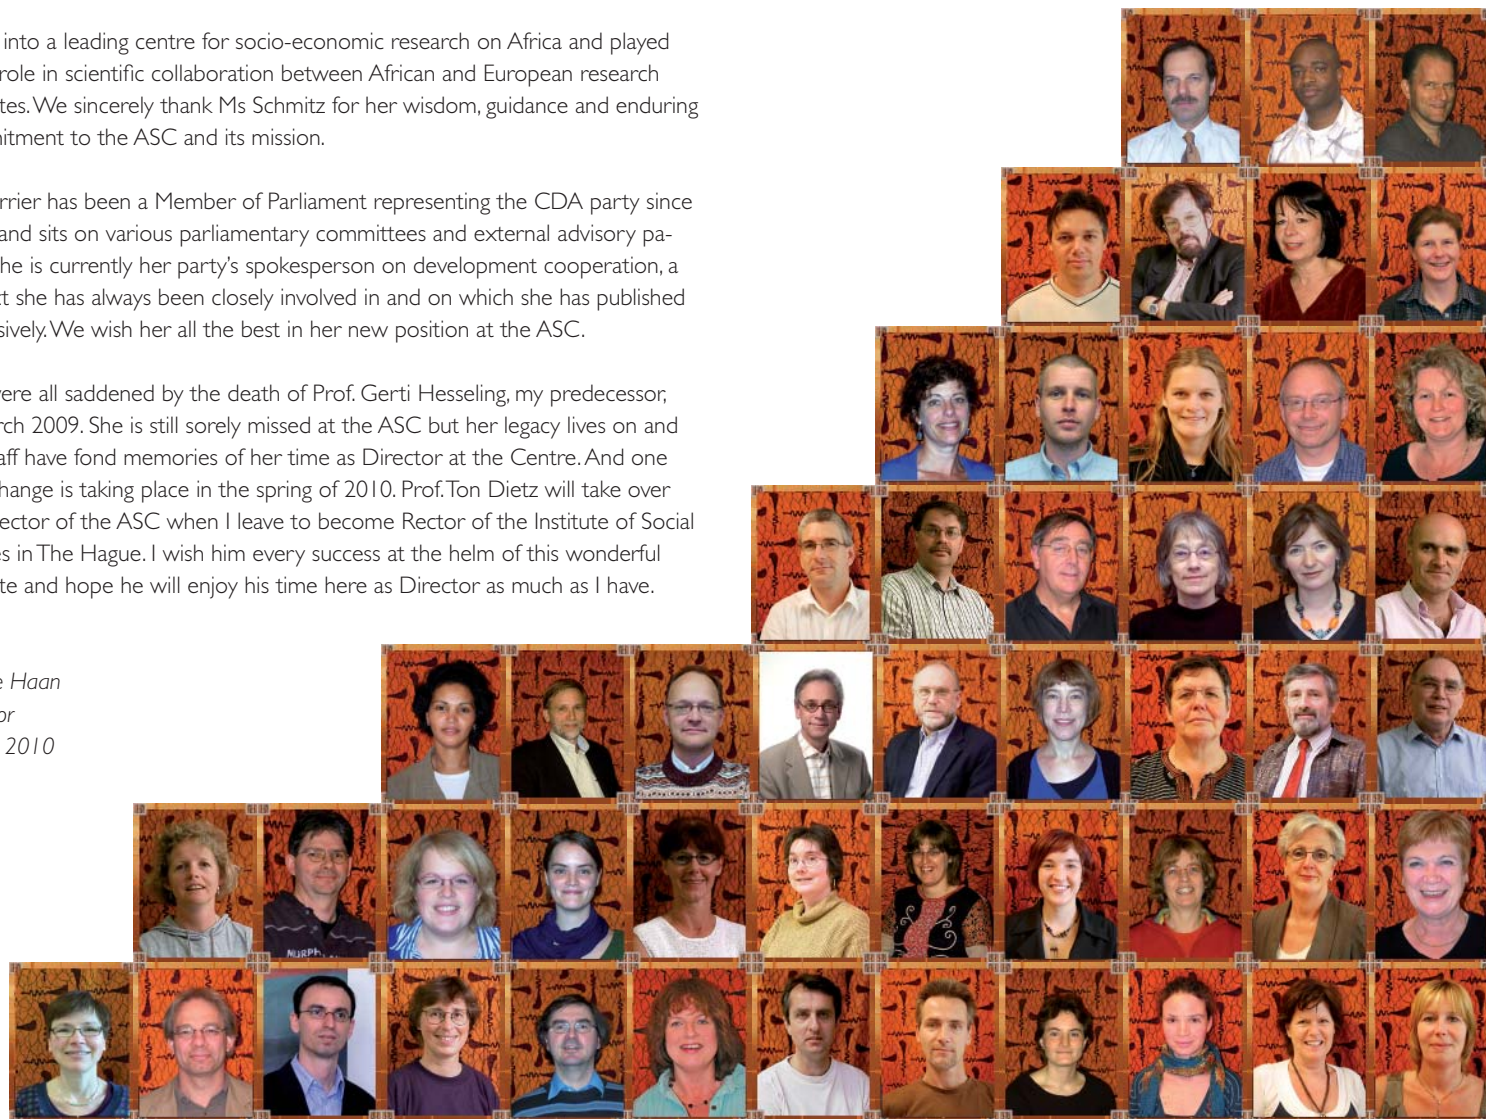 into a leading centre for socio-economic research on Africa and played
role in scientific collaboration between African and European research
tes. We sincerely thank Ms Schmitz for her wisdom, guidance and enduring
mitment to the ASC and its mission.
rrier has been a Member of Parliament representing the CDA party since
and sits on various parliamentary committees and external advisory pa-
he is currently her party's spokesperson on development cooperation, a
ct she has always been closely involved in and on which she has published
sively. We wish her all the best in her new position at the ASC.
vere all saddened by the death of Prof. Gerti Hesseling, my predecessor,
rch 2009. She is still sorely missed at the ASC but her legacy lives on and
aff have fond memories of her time as Director at the Centre. And one
hange is taking place in the spring of 2010. Prof. Ton Dietz will take over
rector of the ASC when I leave to become Rector of the Institute of Social
es in The Hague. I wish him every success at the helm of this wonderful
te and hope he will enjoy his time here as Director as much as I have.
e Haan
or
2010